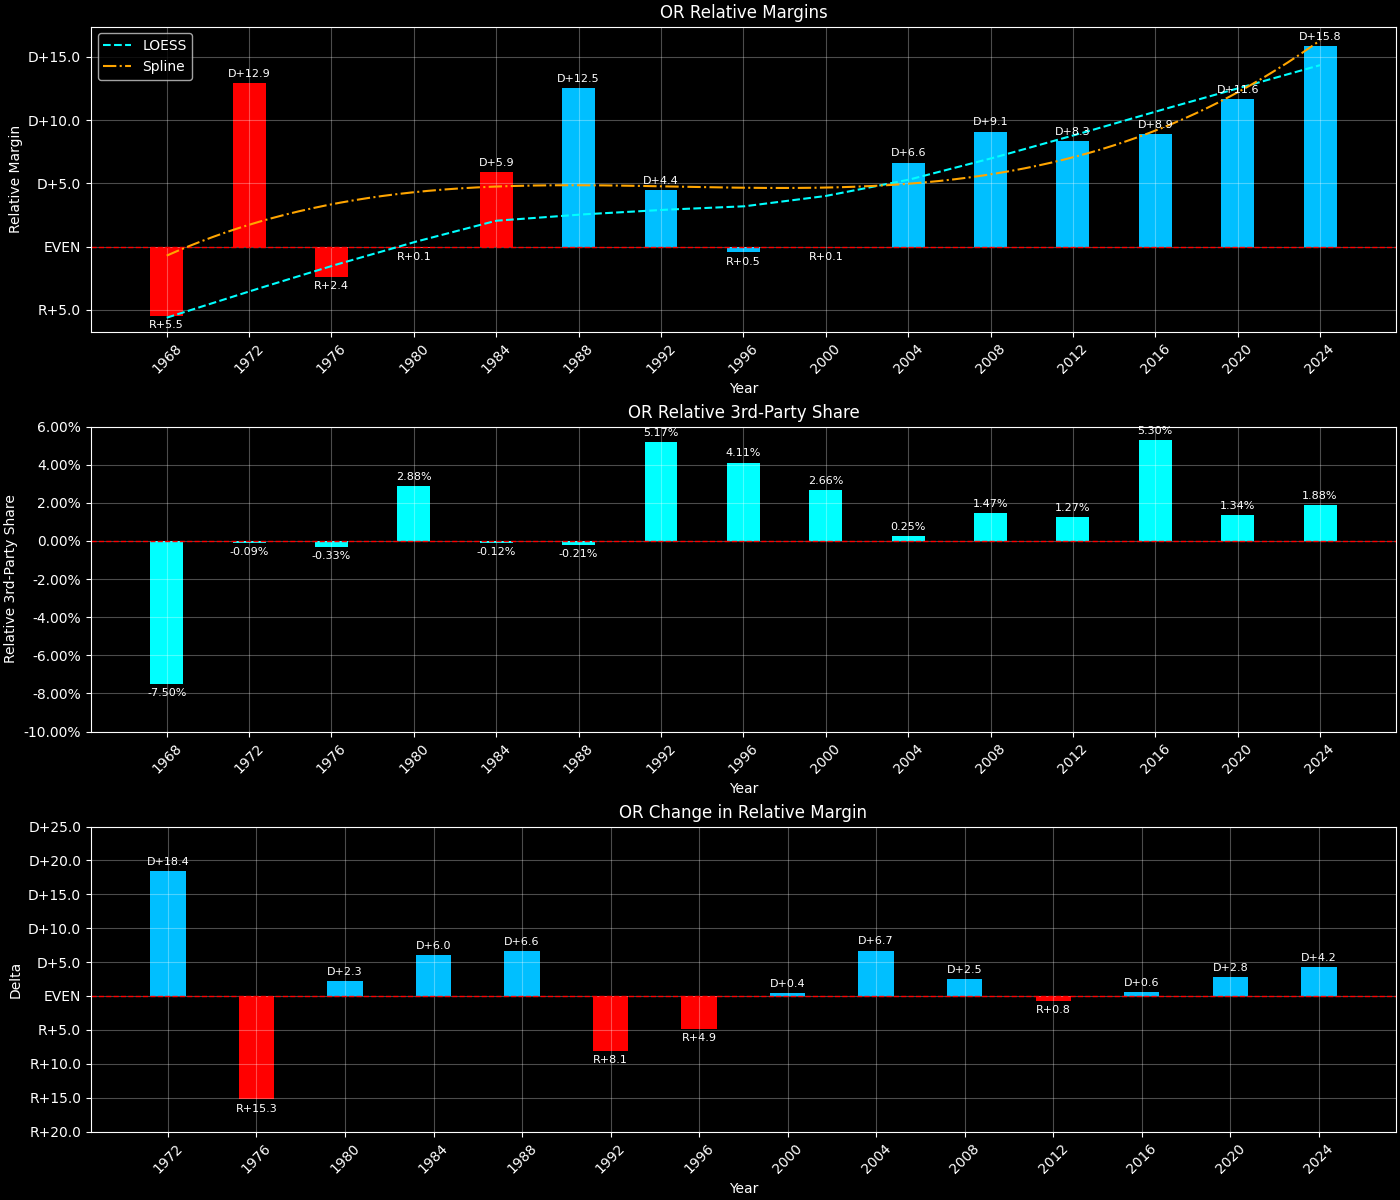 OR Relative Margins
LOESS
Spline
Relative Margin
D+15.0
D+10.0
D+5.0
EVEN
R+5.0
R+5.5
D+12.9
R+2.4
R+0.1
D+5.9
D+12.5
D+4.4
R+0.5
R+0.1
D+6.6
D+9.1
D+8.3
D+8.9
D+11.6
D+15.8
1968
1972
1976
1980
1984
1988
1992
1996
2000
2004
2008
2012
2016
2020
2024
Year
OR Relative 3rd-Party Share
Relative 3rd-Party Share
6.00%
4.00%
2.00%
0.00%
-2.00%
-4.00%
-6.00%
-8.00%
-10.00%
-7.50%
-0.09%
-0.33%
2.88%
-0.12%
-0.21%
5.17%
4.11%
2.66%
0.25%
1.47%
1.27%
5.30%
1.34%
1.88%
1968
1972
1976
1980
1984
1988
1992
1996
2000
2004
2008
2012
2016
2020
2024
Year
OR Change in Relative Margin
Delta
D+25.0
D+20.0
D+15.0
D+10.0
D+5.0
EVEN
R+5.0
R+10.0
R+15.0
R+20.0
D+18.4
R+15.3
D+2.3
D+6.0
D+6.6
R+8.1
R+4.9
D+0.4
D+6.7
D+2.5
R+0.8
D+0.6
D+2.8
D+4.2
1972
1976
1980
1984
1988
1992
1996
2000
2004
2008
2012
2016
2020
2024
Year